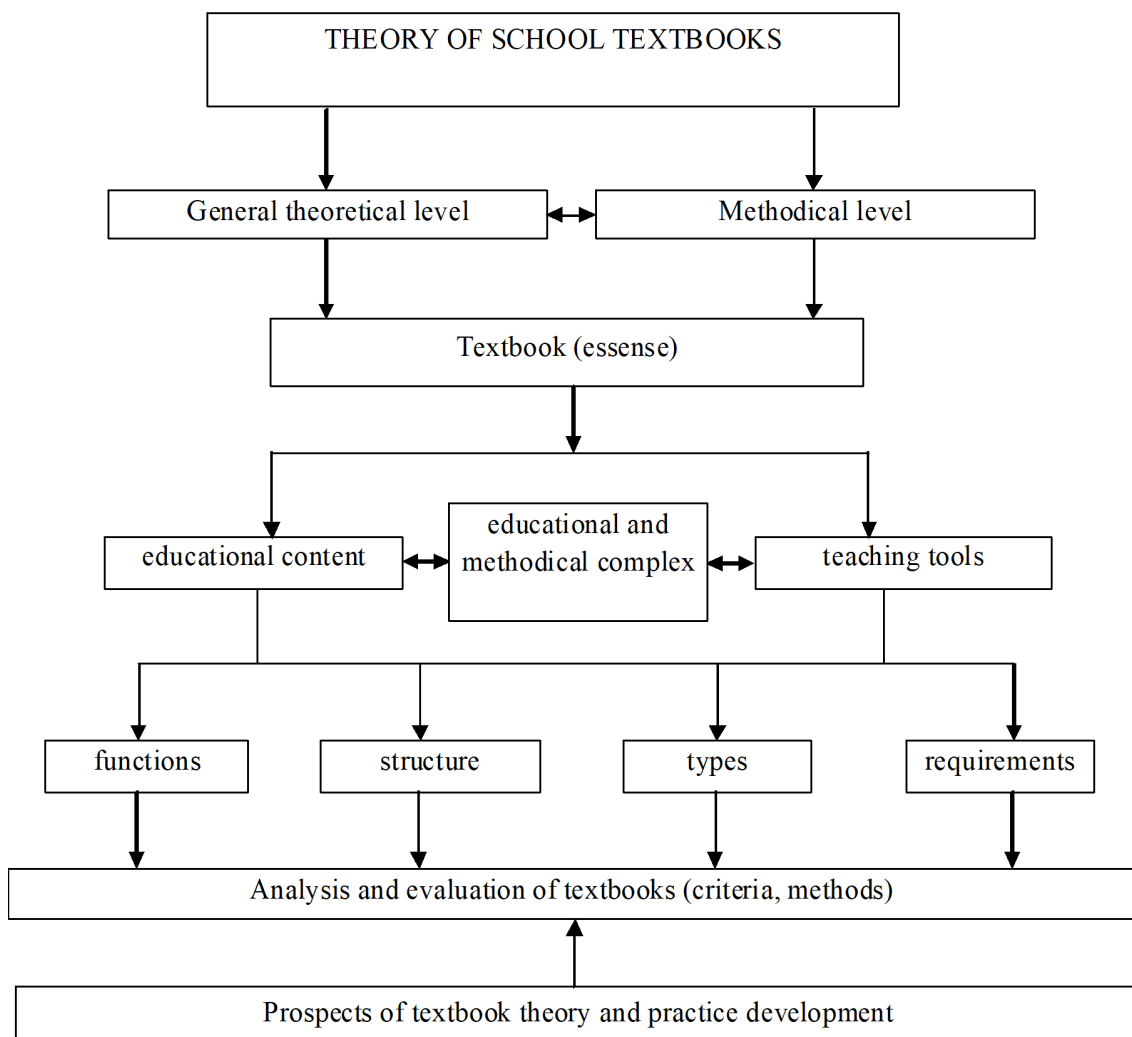 THEORY OF SCHOOL TEXTBOOKS
General theoretical level
Methodical level
Textbook (essense)
educational content
educational and
methodical complex
teaching tools
functions
structure
types
requirements
Analysis and evaluation of textbooks (criteria, methods)
Prospects of textbook theory and practice development